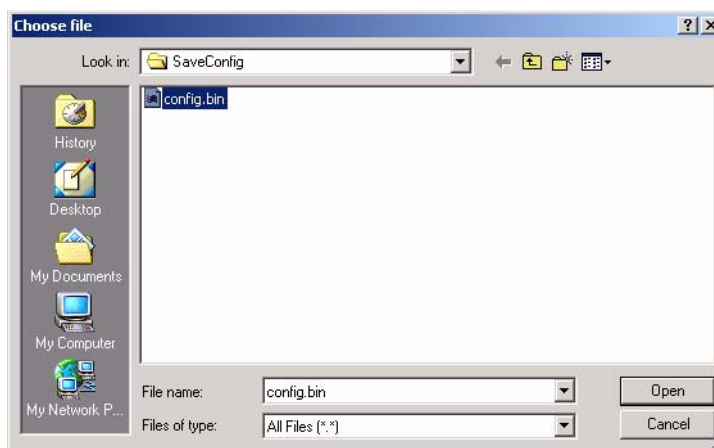 Choose file
Look in: SaveConfig
config.bin
History
Desktop
My Documents
My Computer
My Network P...
File name: config.bin Open
Files of type: All Files (*.*) Cancel